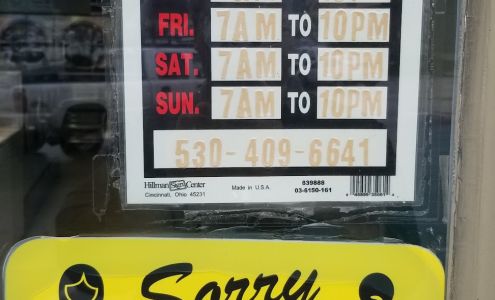 FRI. 7AM TO 10PM
SAT. 7AM TO 10PM
SUN. 7AM TO 10PM
530-409-6641
Hillman Sign Center Made in U.S.A. 839888
Cincinnati, Ohio 45231 03-6150-161
Sorry